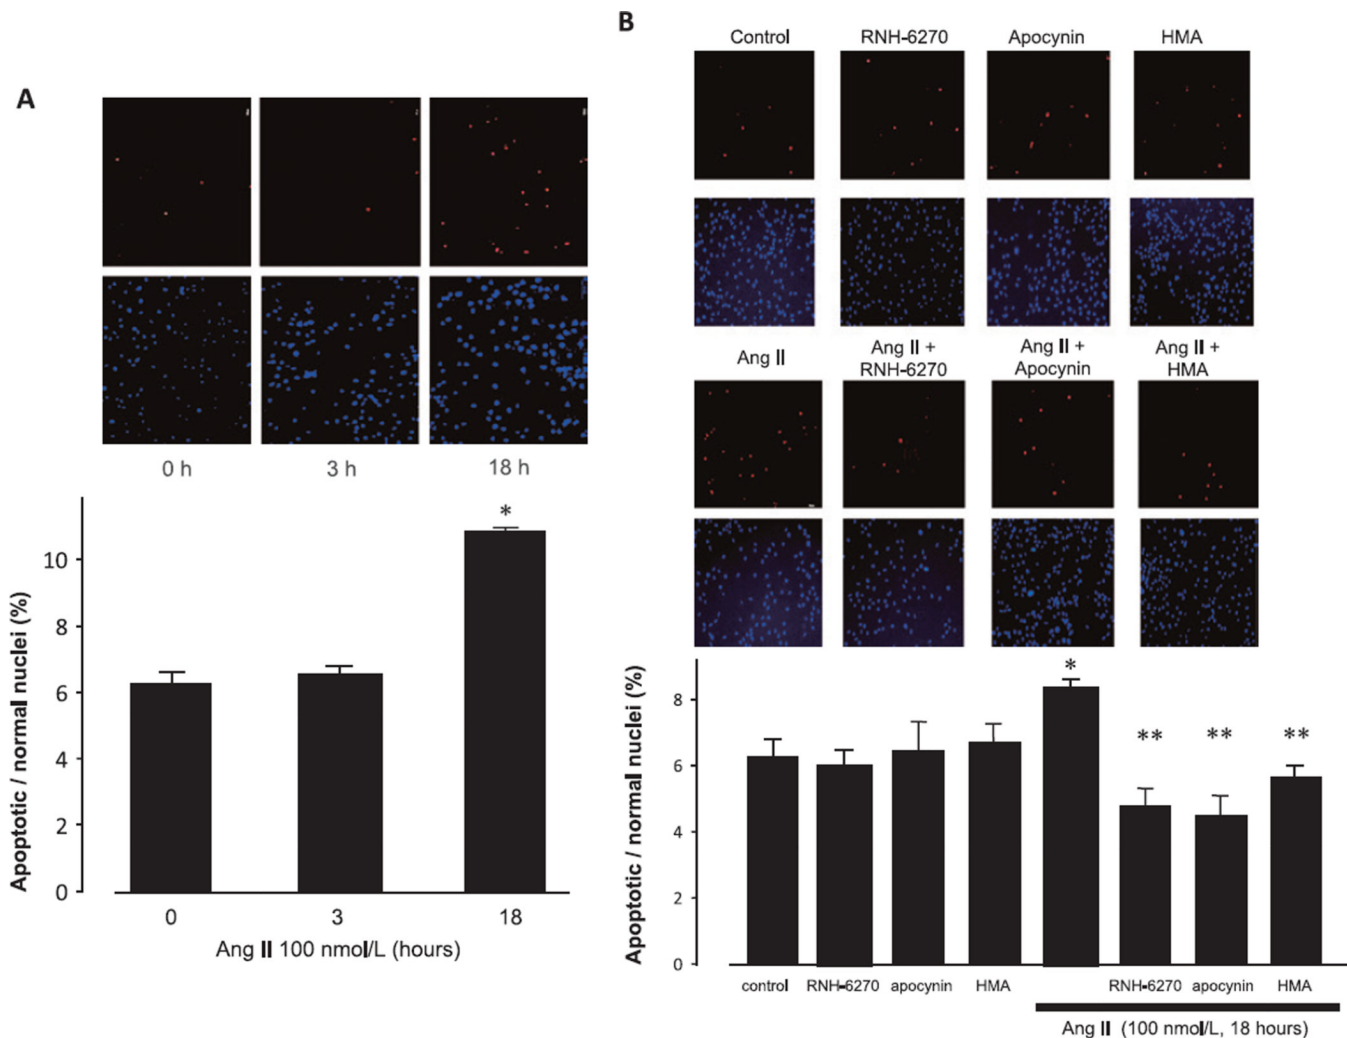 A
0 h 3 h 18 h
Apoptotic / normal nuclei (%)
*
10
8
6
4
2
0
0 3 18
Ang II 100 nmol/L (hours)
B
Control RNH-6270 Apocynin HMA
Ang II
Ang II +
RNH-6270
Ang II +
Apocynin
Ang II +
HMA
Apoptotic / normal nuclei (%)
*
** ** **
8
6
4
2
0
control RNH-6270 apocynin HMA RNH-6270 apocynin HMA
Ang II (100 nmol/L, 18 hours)